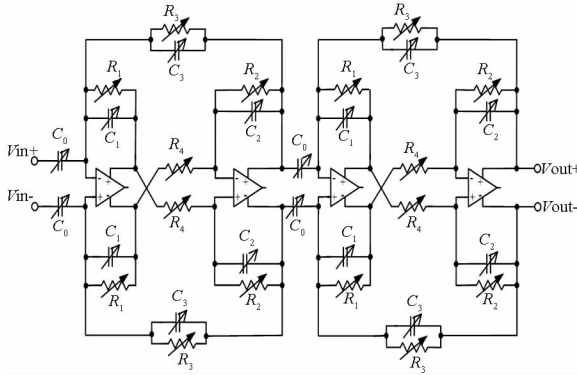 R3 R3
C3 C3
R1 R2 R1 R2
C1 C2 C1 C2
C0 R4 C0 R4
Vin+ - + - + - + - + Vout+
Vin- + - + - + - + - Vout-
C0 R4 C0 R4
C1 C2 C1 C2
R1 R2 R1 R2
C3 C3
R3 R3